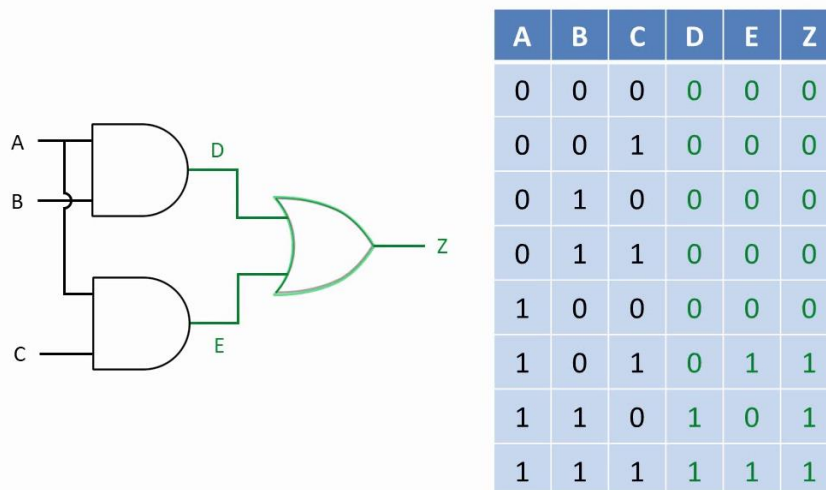 A
B
C
D
E
Z
A B C D E Z
0 0 0 0 0 0
0 0 1 0 0 0
0 1 0 0 0 0
0 1 1 0 0 0
1 0 0 0 0 0
1 0 1 0 1 1
1 1 0 1 0 1
1 1 1 1 1 1